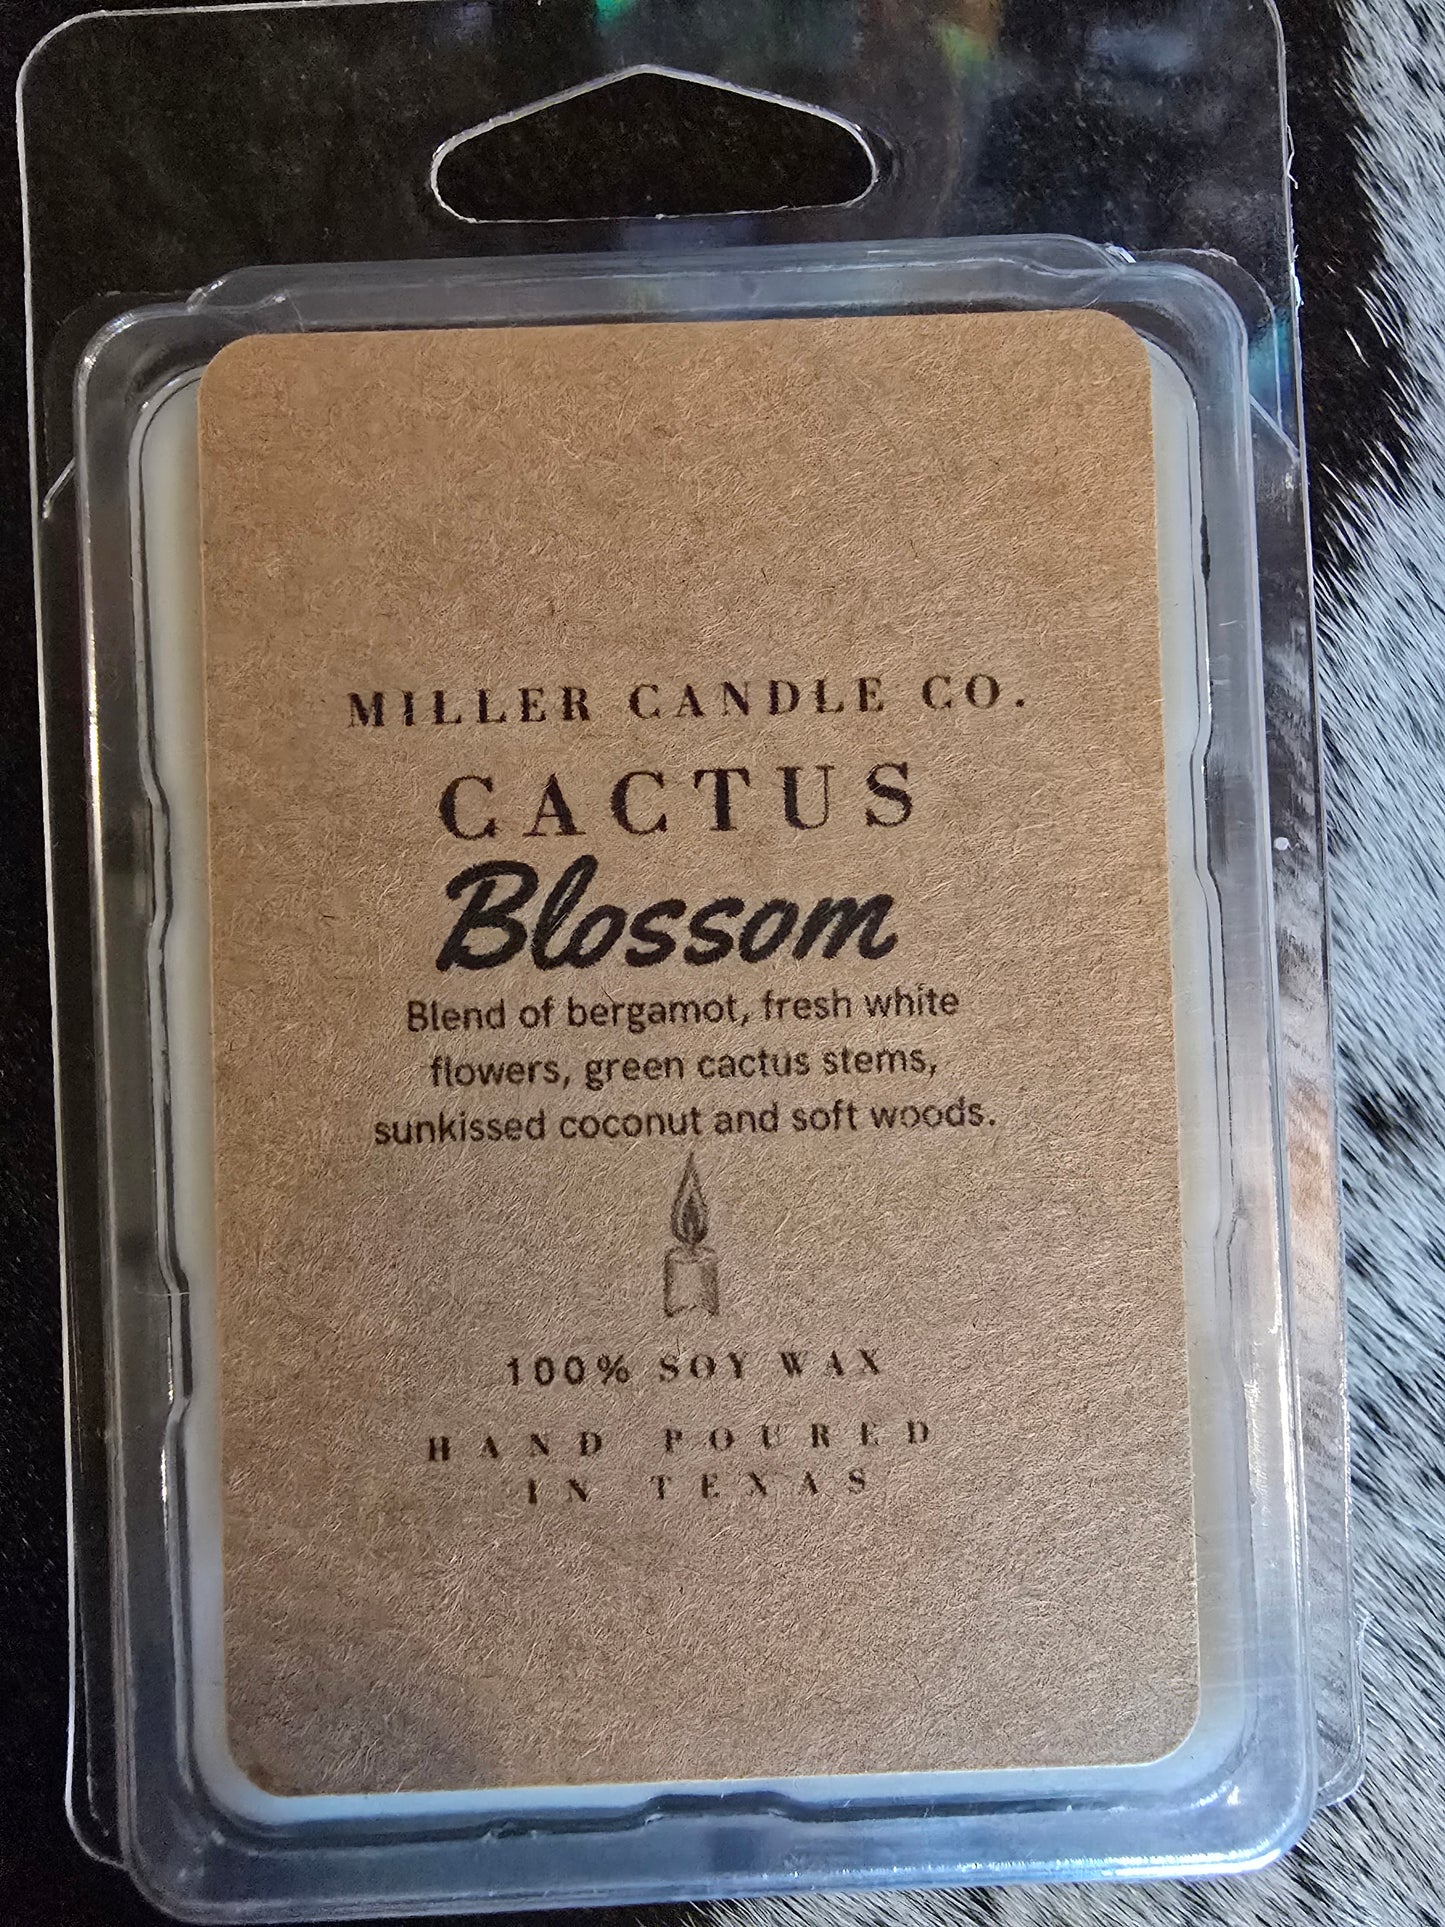 MILLER CANDLE CO.
CACTUS
Blossom
Blend of bergamot, fresh white
flowers, green cactus stems,
sunkissed coconut and soft woods.
100% SOY WAX
HAND POURED
IN TEXAS